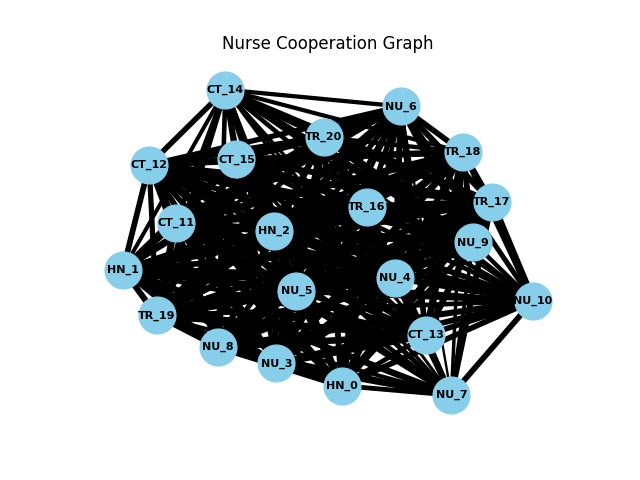 Nurse Cooperation Graph
CT_14
NU_6
TR_20
TR_18
CT_15
CT_12
TR_17
TR_16
CT_11
HN_2
NU_9
HN_1
NU_4
NU_5
NU_10
TR_19
CT_13
NU_8
NU_3
HN_0
NU_7